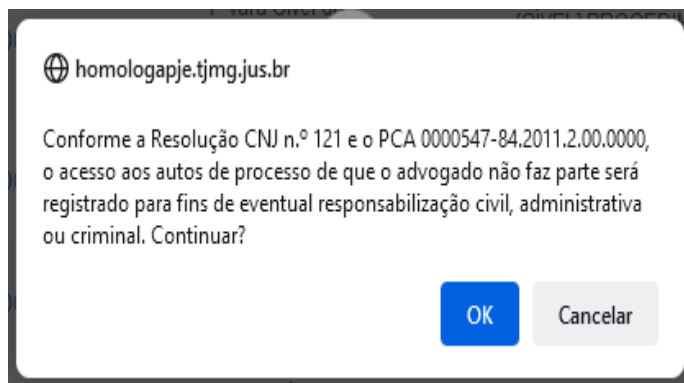 homologapje.tjmg.jus.br
Conforme a Resolução CNJ n.º 121 e o PCA 0000547-84.2011.2.00.0000,
o acesso aos autos de processo de que o advogado não faz parte será
registrado para fins de eventual responsabilização civil, administrativa
ou criminal. Continuar?
OK Cancelar